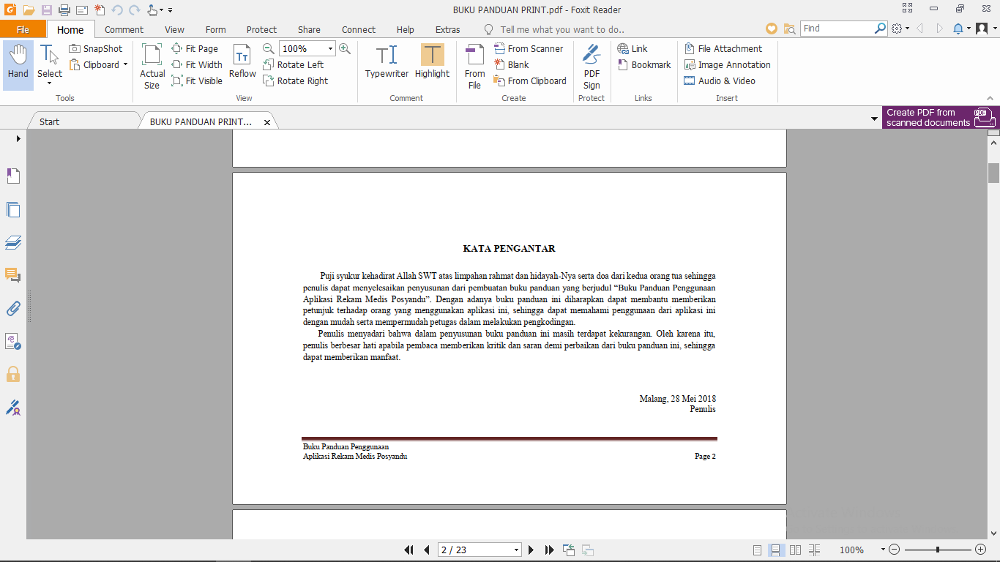 BUKU PANDUAN PRINT.pdf - Foxit Reader
File Home Comment View Form Protect Share Connect Help Extras Tell me what you want to do.. Find
Hand
Select
SnapShot
Clipboard
Tools
Actual Size
Fit Page
Fit Width
Fit Visible
Reflow
100%
Rotate Left
Rotate Right
View
Typewriter
Highlight
Comment
From File
From Scanner
Blank
From Clipboard
Create
PDF Sign
Protect
Link
Bookmark
Links
File Attachment
Image Annotation
Audio & Video
Insert
Start
BUKU PANDUAN PRINT...
Create PDF from
scanned documents
PDF
KATA PENGANTAR
Puji syukur kehadirat Allah SWT atas limpahan rahmat dan hidayah-Nya serta doa dari kedua orang tua sehingga
penulis dapat menyelesaikan penyusunan dari pembuatan buku panduan yang berjudul “Buku Panduan Penggunaan
Aplikasi Rekam Medis Posyandu”. Dengan adanya buku panduan ini diharapkan dapat membantu memberikan
petunjuk terhadap orang yang menggunakan aplikasi ini, sehingga dapat memahami penggunaan dari aplikasi ini
dengan mudah serta mempermudah petugas dalam melakukan pengkodingan.
Penulis menyadari bahwa dalam penyusunan buku panduan ini masih terdapat kekurangan. Oleh karena itu,
penulis berbesar hati apabila pembaca memberikan kritik dan saran demi perbaikan dari buku panduan ini, sehingga
dapat memberikan manfaat.
Malang, 28 Mei 2018
Penulis
Buku Panduan Penggunaan
Aplikasi Rekam Medis Posyandu Page 2
2 / 23
100%